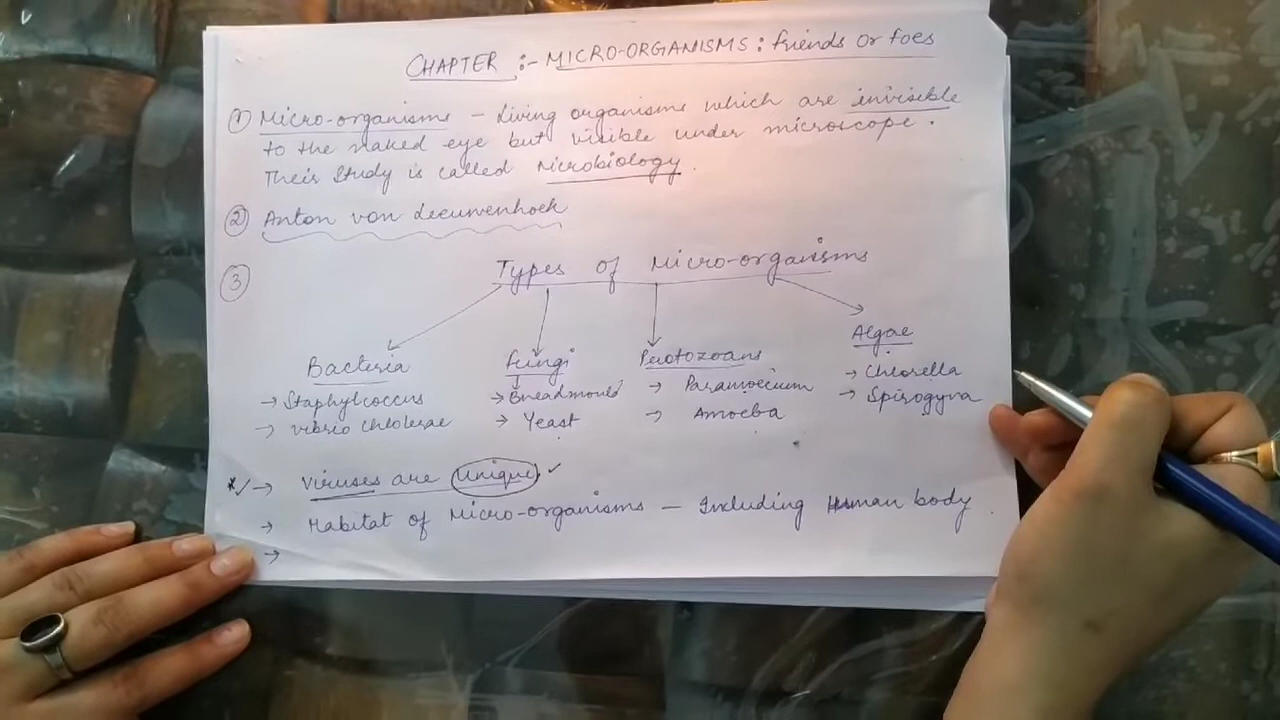 CHAPTER :- MICRO-ORGANISMS : Friends or Foes
① Micro-organisms – Living organisms which are invisible
to the naked eye but visible under microscope.
Their Study is called Microbiology.
② Anton von Leeuwenhoek
③ Types of Micro-organisms
Bacteria Fungi Protozoans Algae
→ Staphylcoccus → Breadmould → Paramoecium → Chlorella
→ Vibrio Chlolerae → Yeast → Amoeba → Spirogyra
*✓→ Viruses are Unique. ✓
→ Habitat of Micro-organisms – Including Human body.
→